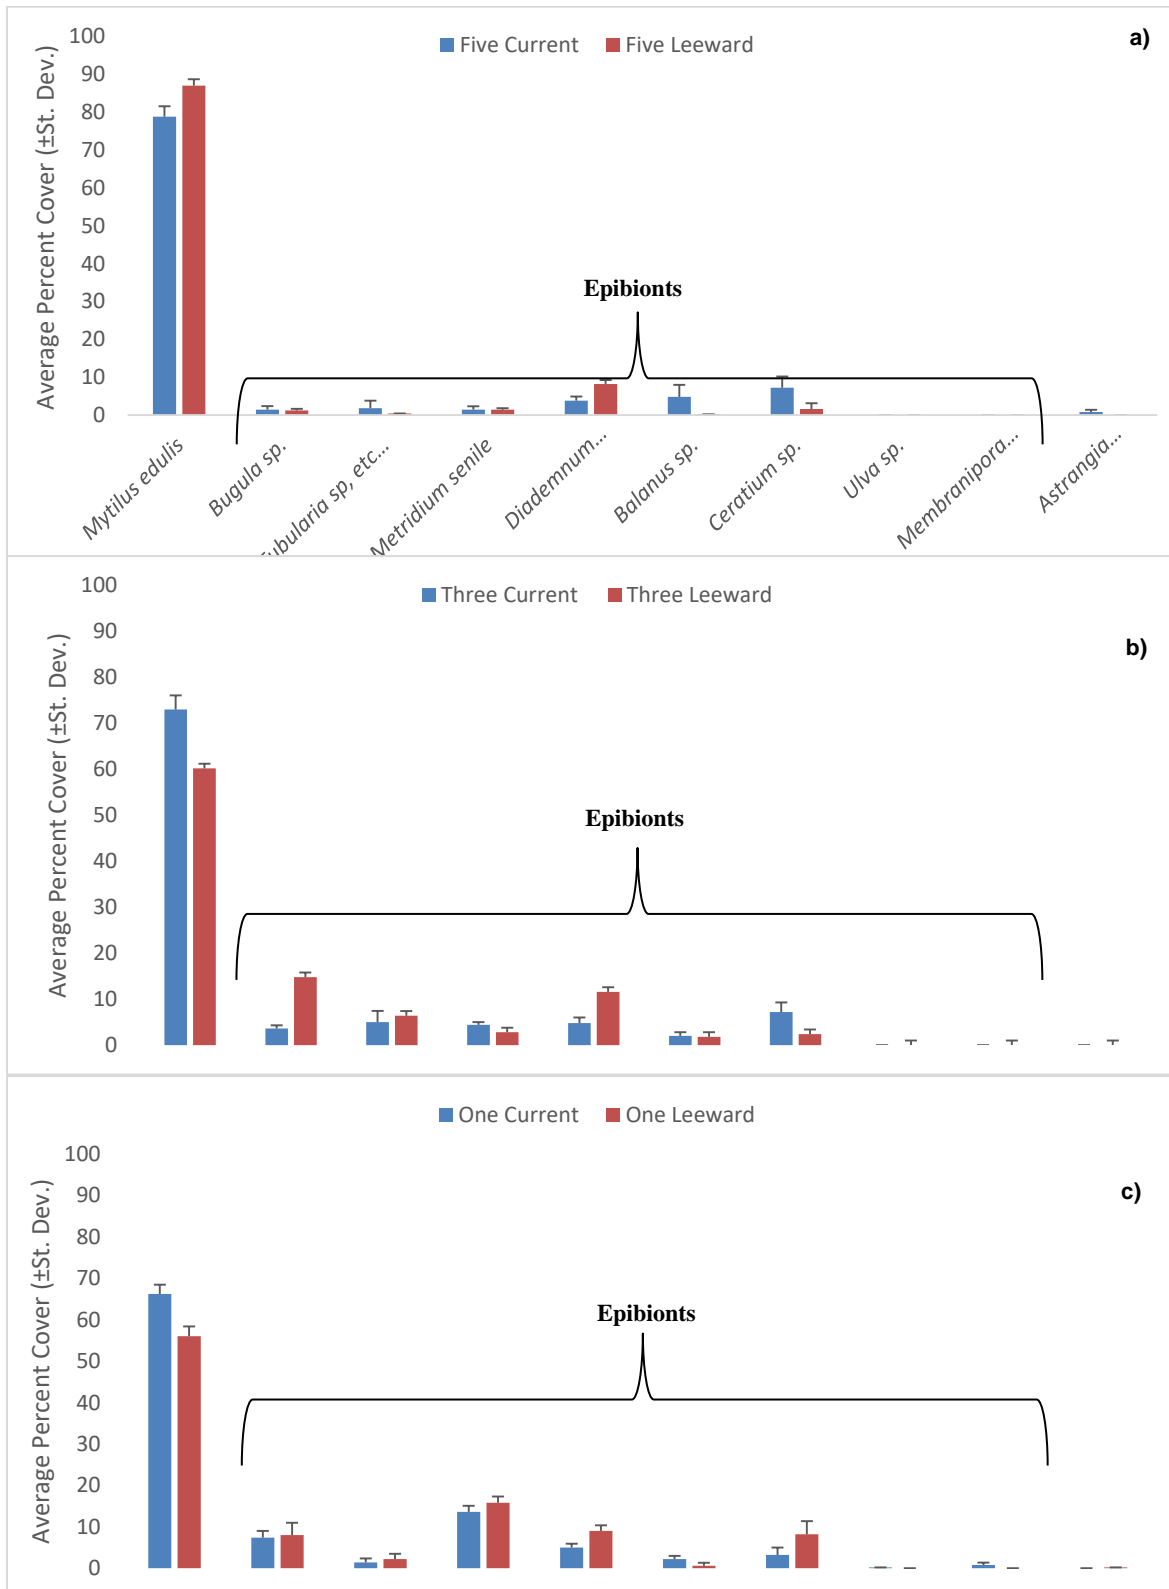 Average Percent Cover (±St. Dev.)
100
90
80
70
60
50
40
30
20
10
0
Five Current Five Leeward
a)
Epibionts
Mytilus edulis
Bugula sp.
Tubularia sp, etc...
Metridium senile
Diademnum...
Balanus sp.
Ceratium sp.
Ulva sp.
Membranipora...
Astrangia...
Average Percent Cover (±St. Dev.)
100
90
80
70
60
50
40
30
20
10
0
Three Current Three Leeward
b)
Epibionts
Average Percent Cover (±St. Dev.)
100
90
80
70
60
50
40
30
20
10
0
One Current One Leeward
c)
Epibionts